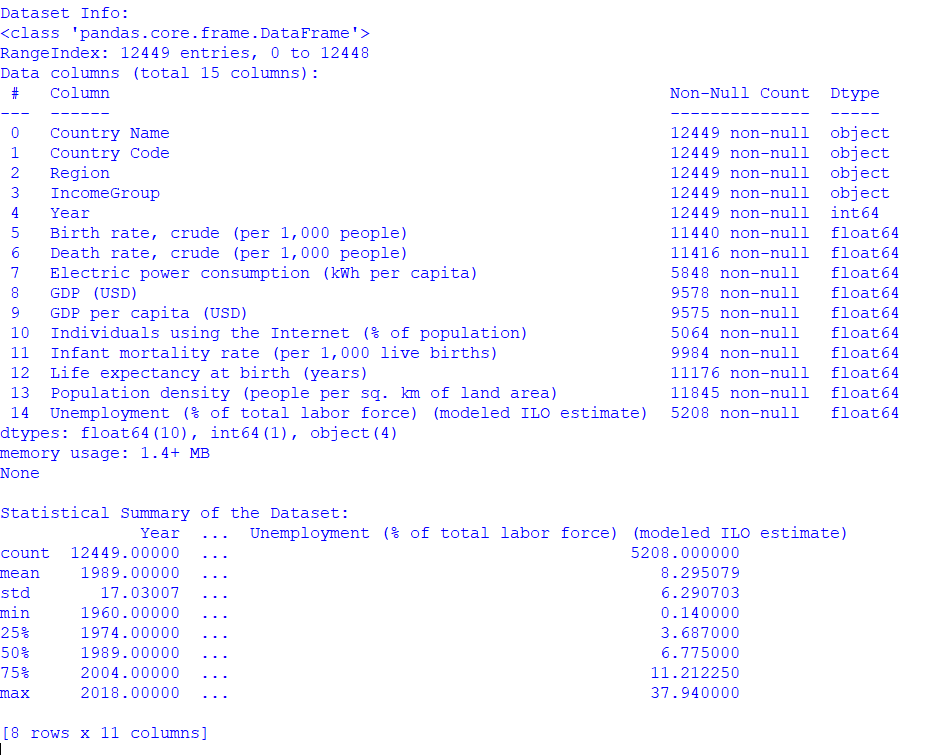 Dataset Info:
<class 'pandas.core.frame.DataFrame'>
RangeIndex: 12449 entries, 0 to 12448
Data columns (total 15 columns):
 #   Column                                                        Non-Null Count  Dtype
---  ------                                                        --------------  -----
 0   Country Name                                                  12449 non-null  object
 1   Country Code                                                  12449 non-null  object
 2   Region                                                        12449 non-null  object
 3   IncomeGroup                                                   12449 non-null  object
 4   Year                                                          12449 non-null  int64
 5   Birth rate, crude (per 1,000 people)                          11440 non-null  float64
 6   Death rate, crude (per 1,000 people)                          11416 non-null  float64
 7   Electric power consumption (kWh per capita)                   5848 non-null   float64
 8   GDP (USD)                                                     9578 non-null   float64
 9   GDP per capita (USD)                                          9575 non-null   float64
 10  Individuals using the Internet (% of population)              5064 non-null   float64
 11  Infant mortality rate (per 1,000 live births)                 9984 non-null   float64
 12  Life expectancy at birth (years)                              11176 non-null  float64
 13  Population density (people per sq. km of land area)           11845 non-null  float64
 14  Unemployment (% of total labor force) (modeled ILO estimate)  5208 non-null   float64
dtypes: float64(10), int64(1), object(4)
memory usage: 1.4+ MB
None

Statistical Summary of the Dataset:
              Year  ...  Unemployment (% of total labor force) (modeled ILO estimate)
count  12449.00000  ...                                        5208.000000
mean    1989.00000  ...                                           8.295079
std       17.03007  ...                                           6.290703
min     1960.00000  ...                                           0.140000
25%     1974.00000  ...                                           3.687000
50%     1989.00000  ...                                           6.775000
75%     2004.00000  ...                                          11.212250
max     2018.00000  ...                                          37.940000

[8 rows x 11 columns]